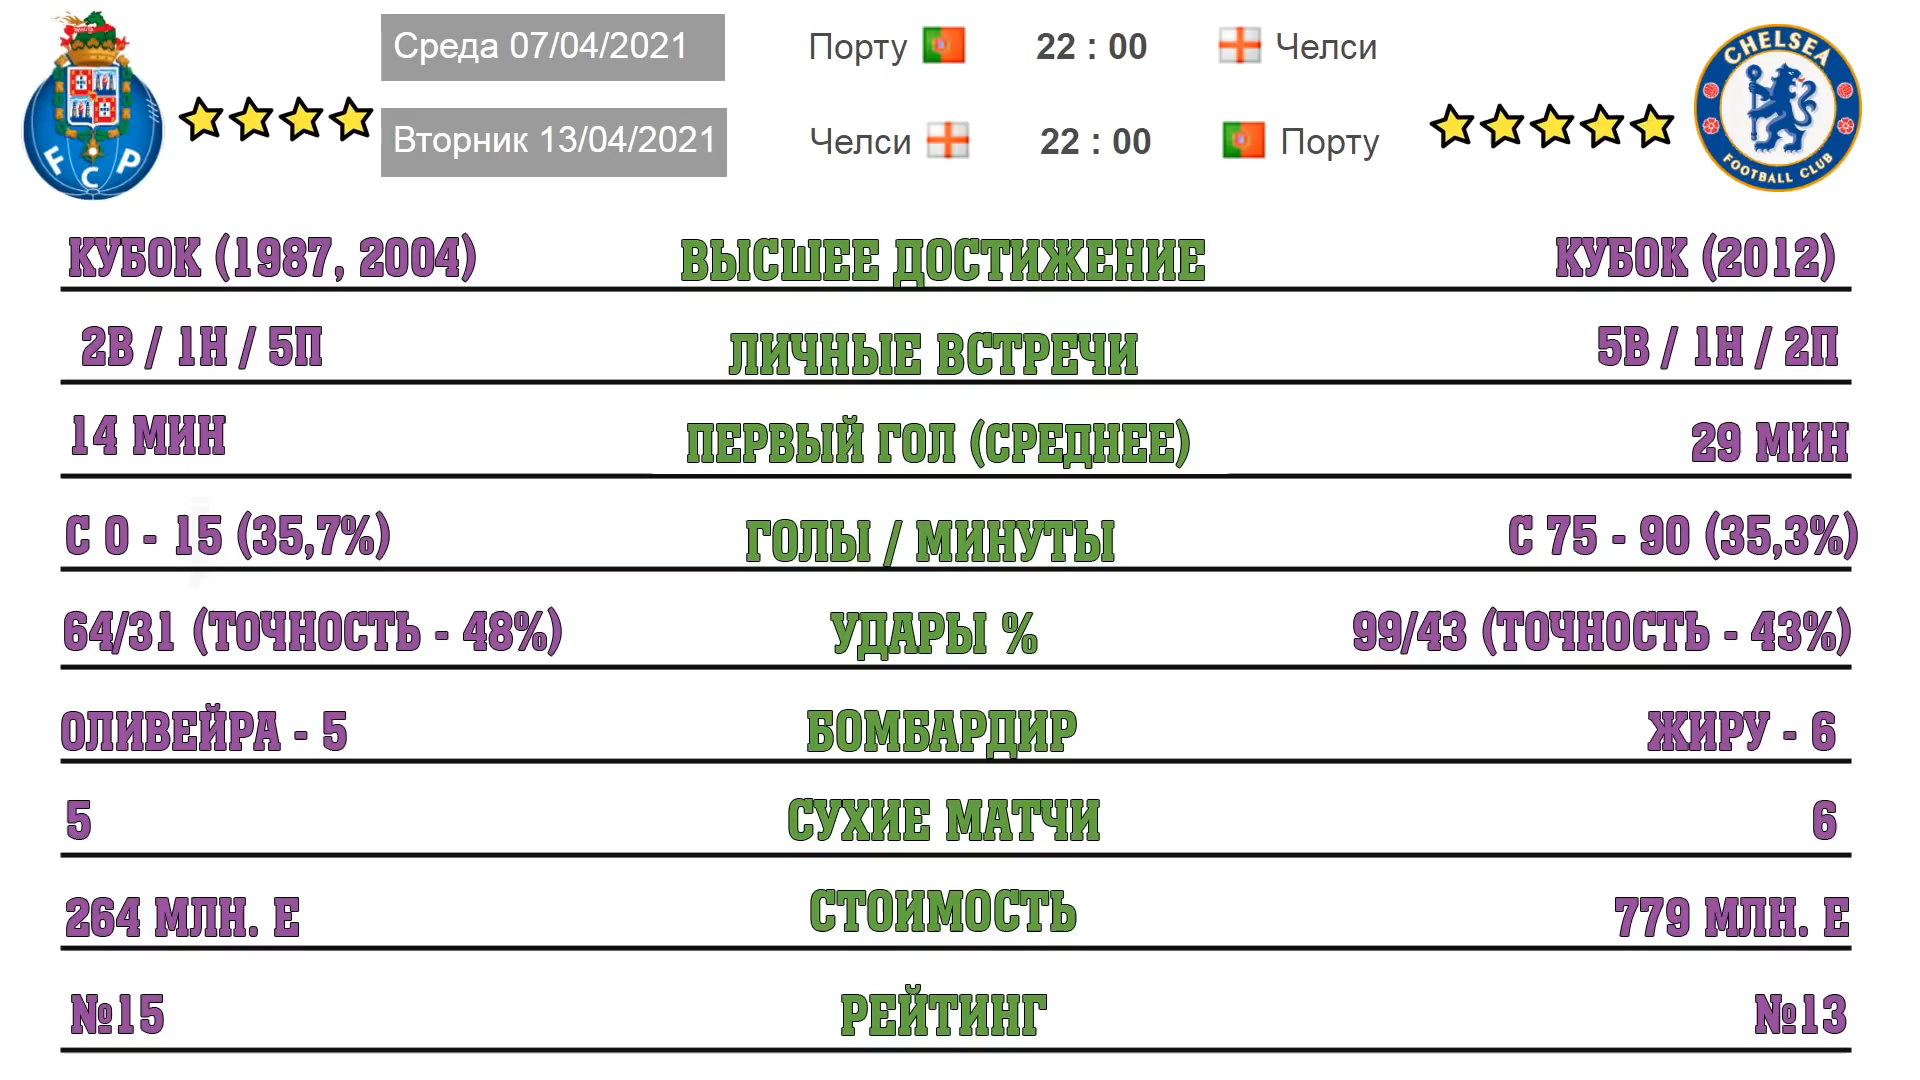 Среда 07/04/2021 Порту 22 : 00 Челси
Вторник 13/04/2021 Челси 22 : 00 Порту
F C P
CHELSEA
FOOTBALL CLUB
КУБОК (1987, 2004) ВЫСШЕЕ ДОСТИЖЕНИЕ КУБОК (2012)
2В / 1Н / 5П ЛИЧНЫЕ ВСТРЕЧИ 5В / 1Н / 2П
14 МИН ПЕРВЫЙ ГОЛ (СРЕДНЕЕ) 29 МИН
С 0 - 15 (35,7%) ГОЛЫ / МИНУТЫ С 75 - 90 (35,3%)
64/31 (ТОЧНОСТЬ - 48%) УДАРЫ % 99/43 (ТОЧНОСТЬ - 43%)
ОЛИВЕЙРА - 5 БОМБАРДИР ЖИРУ - 6
5 СУХИЕ МАТЧИ 6
264 МЛН. Е СТОИМОСТЬ 779 МЛН. Е
№15 РЕЙТИНГ №13